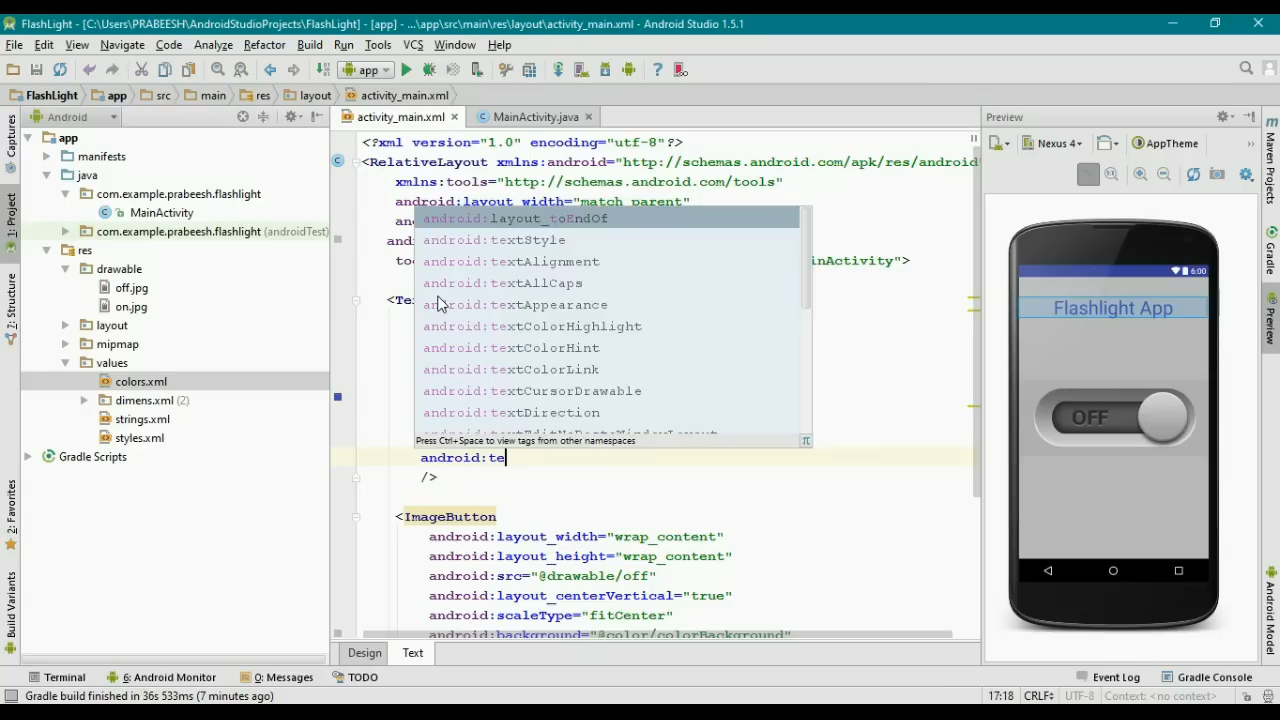 FlashLight - [C:\Users\PRABEESH\AndroidStudioProjects\FlashLight] - [app] - ...\app\src\main\res\layout\activity_main.xml - Android Studio 1.5.1
File Edit View Navigate Code Analyze Refactor Build Run Tools VCS Window Help
app
FlashLight app src main res layout activity_main.xml
Android
activity_main.xml MainActivity.java
Preview
Captures
1: Project
7: Structure
2: Favorites
Build Variants
app
manifests
java
com.example.prabeesh.flashlight
MainActivity
com.example.prabeesh.flashlight (androidTest)
res
drawable
off.jpg
on.jpg
layout
mipmap
values
colors.xml
dimens.xml (2)
strings.xml
styles.xml
Gradle Scripts
<?xml version="1.0" encoding="utf-8"?>
<RelativeLayout xmlns:android="http://schemas.android.com/apk/res/android
xmlns:tools="http://schemas.android.com/tools"
android:layout_width="match_parent"
an
andr
too
inActivity">
<Te
android:layout_toEndOf
android:textStyle
android:textAlignment
android:textAllCaps
android:textAppearance
android:textColorHighlight
android:textColorHint
android:textColorLink
android:textCursorDrawable
android:textDirection
Press Ctrl+Space to view tags from other namespaces
π
android:te
/>
<ImageButton
android:layout_width="wrap_content"
android:layout_height="wrap_content"
android:src="@drawable/off"
android:layout_centerVertical="true"
android:scaleType="fitCenter"
android:background="@color/colorBackground"
Design Text
Nexus 4 AppTheme
6:00
Flashlight App
OFF
Maven Projects
Gradle
Preview
Android Model
Terminal 6: Android Monitor 0: Messages TODO Event Log Gradle Console
Gradle build finished in 36s 533ms (7 minutes ago) 17:18 CRLF UTF-8 Context: <no context>